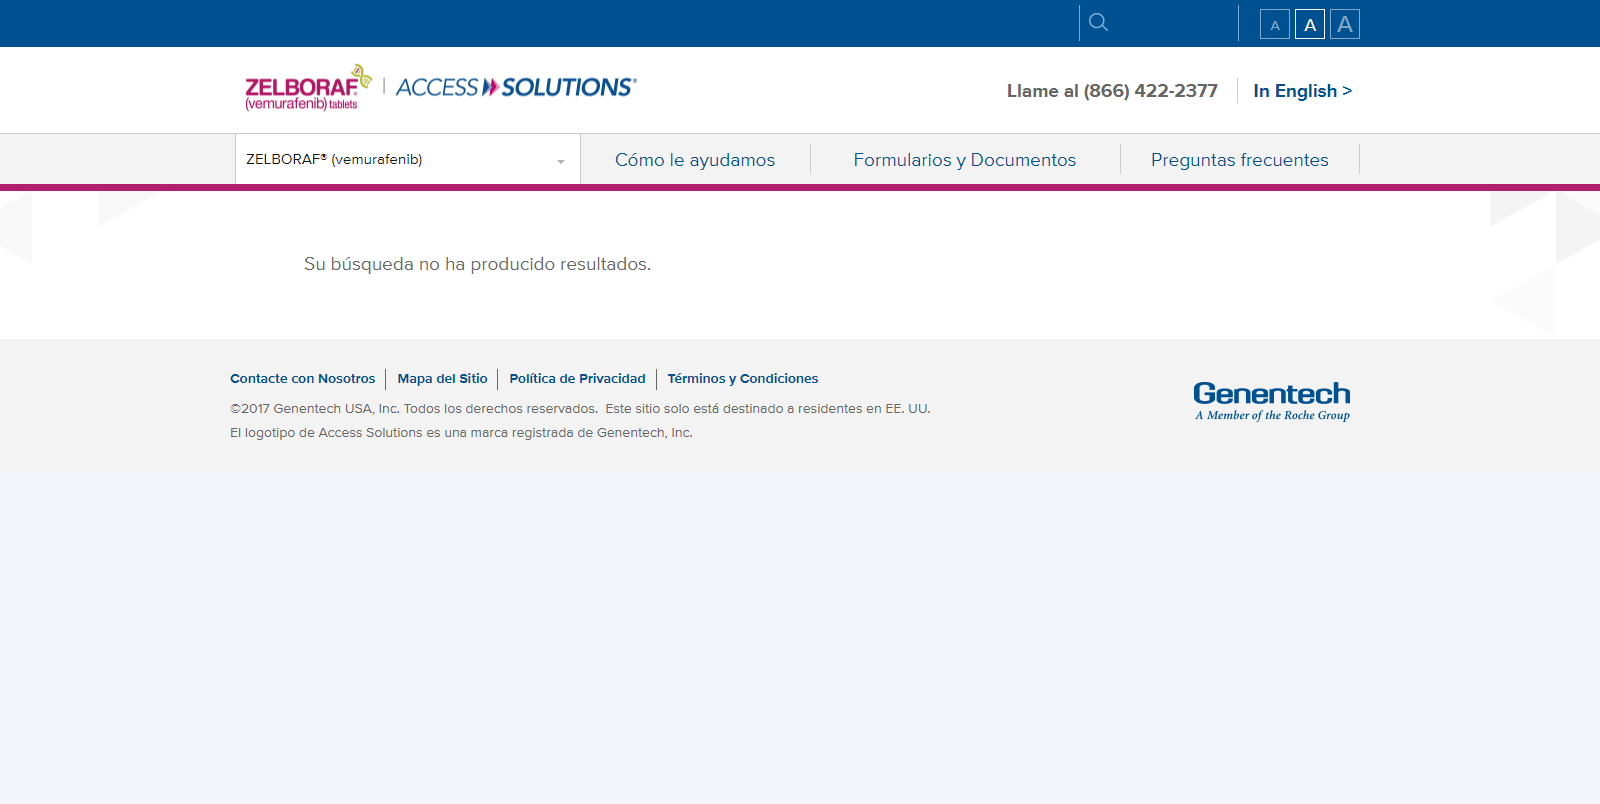 A A A
ZELBORAF® | ACCESS SOLUTIONS®
(vemurafenib) tablets
Llame al (866) 422-2377
In English >
ZELBORAF® (vemurafenib)
Cómo le ayudamos
Formularios y Documentos
Preguntas frecuentes
Su búsqueda no ha producido resultados.
Contacte con Nosotros | Mapa del Sitio | Política de Privacidad | Términos y Condiciones
©2017 Genentech USA, Inc. Todos los derechos reservados. Este sitio solo está destinado a residentes en EE. UU.
El logotipo de Access Solutions es una marca registrada de Genentech, Inc.
Genentech
A Member of the Roche Group